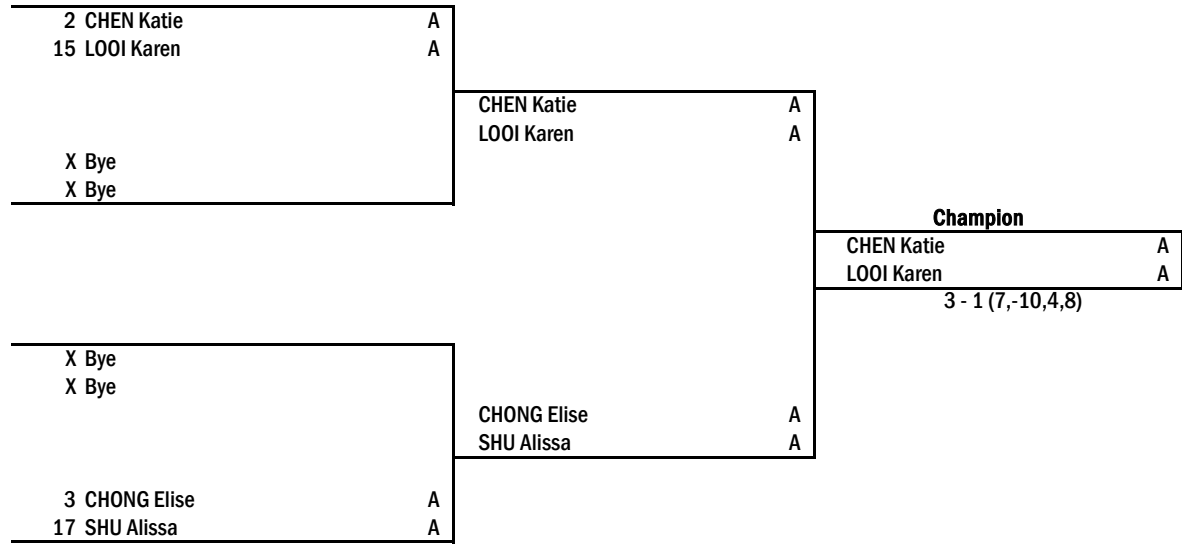 2 CHEN Katie A
15 LOOI Karen A
CHEN Katie A
LOOI Karen A
X Bye
X Bye
Champion
CHEN Katie A
LOOI Karen A
3 - 1 (7,-10,4,8)
X Bye
X Bye
CHONG Elise A
SHU Alissa A
3 CHONG Elise A
17 SHU Alissa A